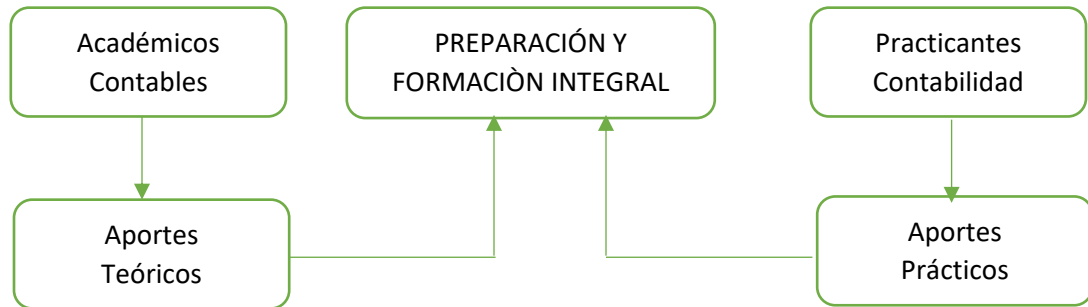 Académicos
Contables
PREPARACIÓN Y
FORMACIÒN INTEGRAL
Practicantes
Contabilidad
Aportes
Teóricos
Aportes
Prácticos